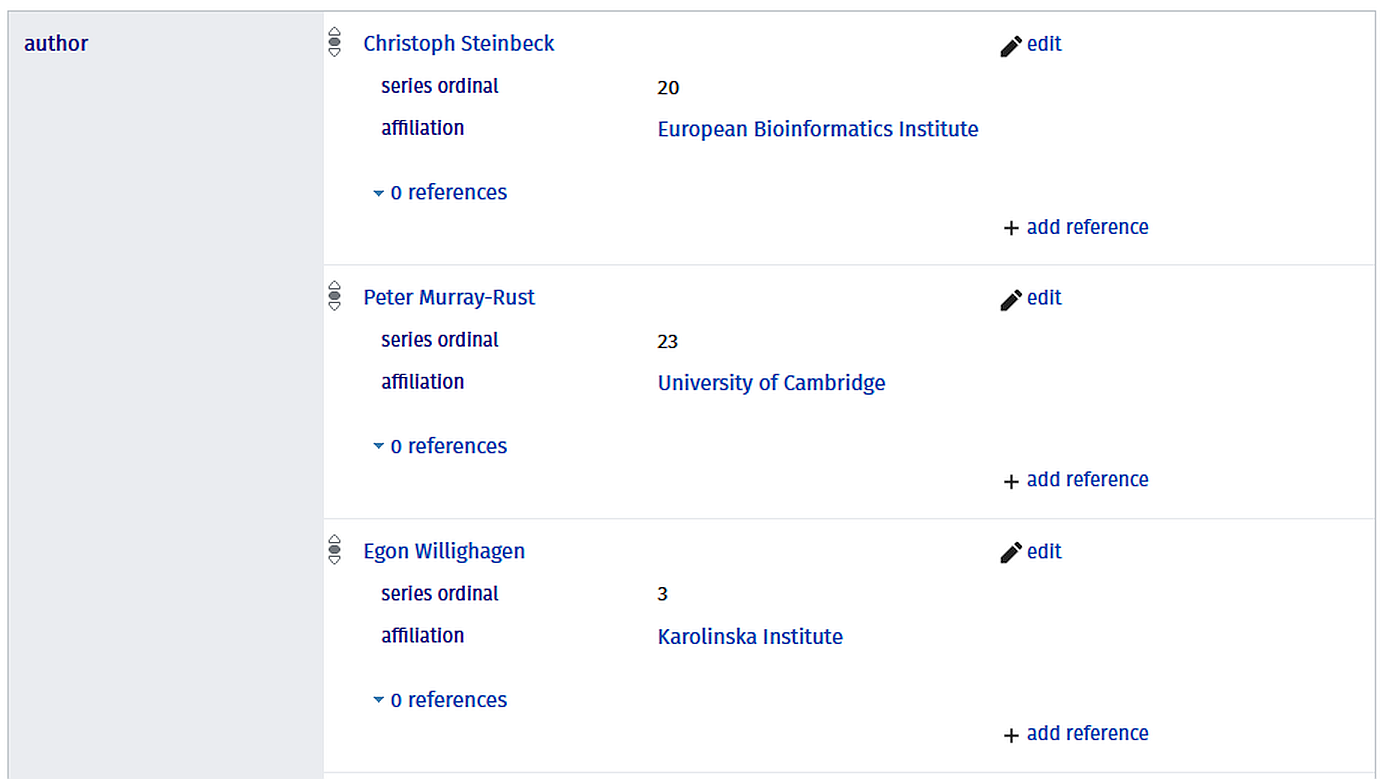 author
Christoph Steinbeck
edit
series ordinal
20
affiliation
European Bioinformatics Institute
0 references
add reference
Peter Murray-Rust
edit
series ordinal
23
affiliation
University of Cambridge
0 references
add reference
Egon Willighagen
edit
series ordinal
3
affiliation
Karolinska Institute
0 references
add reference